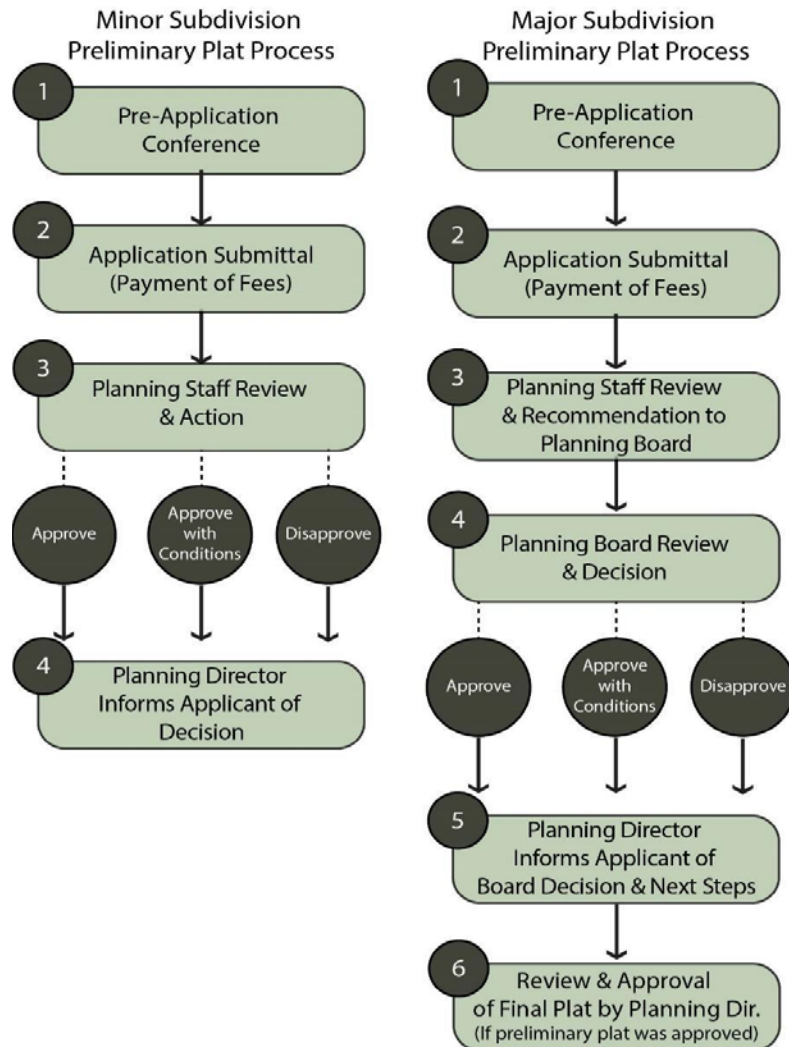 Minor Subdivision
Preliminary Plat Process
1
Pre-Application
Conference
2
Application Submittal
(Payment of Fees)
3
Planning Staff Review
& Action
Approve
Approve
with
Conditions
Disapprove
4
Planning Director
Informs Applicant of
Decision
Major Subdivision
Preliminary Plat Process
1
Pre-Application
Conference
2
Application Submittal
(Payment of Fees)
3
Planning Staff Review
& Recommendation to
Planning Board
4
Planning Board Review
& Decision
Approve
Approve
with
Conditions
Disapprove
5
Planning Director
Informs Applicant of
Board Decision & Next Steps
6
Review & Approval
of Final Plat by Planning Dir.
(If preliminary plat was approved)